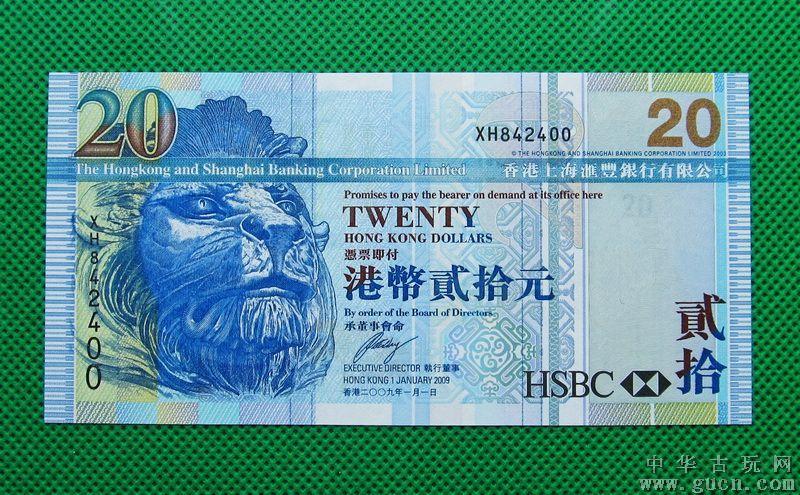 20
XH842400
20
© THE HONGKONG AND SHANGHAI BANKING CORPORATION LIMITED 2003
The Hongkong and Shanghai Banking Corporation Limited
香港上海滙豐銀行有限公司
Promises to pay the bearer on demand at its office here
TWENTY
HONG KONG DOLLARS
憑票即付
港幣貳拾元
By order of the Board of Directors
承董事會命
EXECUTIVE DIRECTOR 執行董事
HONG KONG 1 JANUARY 2009
香港二〇〇九年一月一日
XH842400
20
貳拾
HSBC
中华古玩网
www.gucn.com